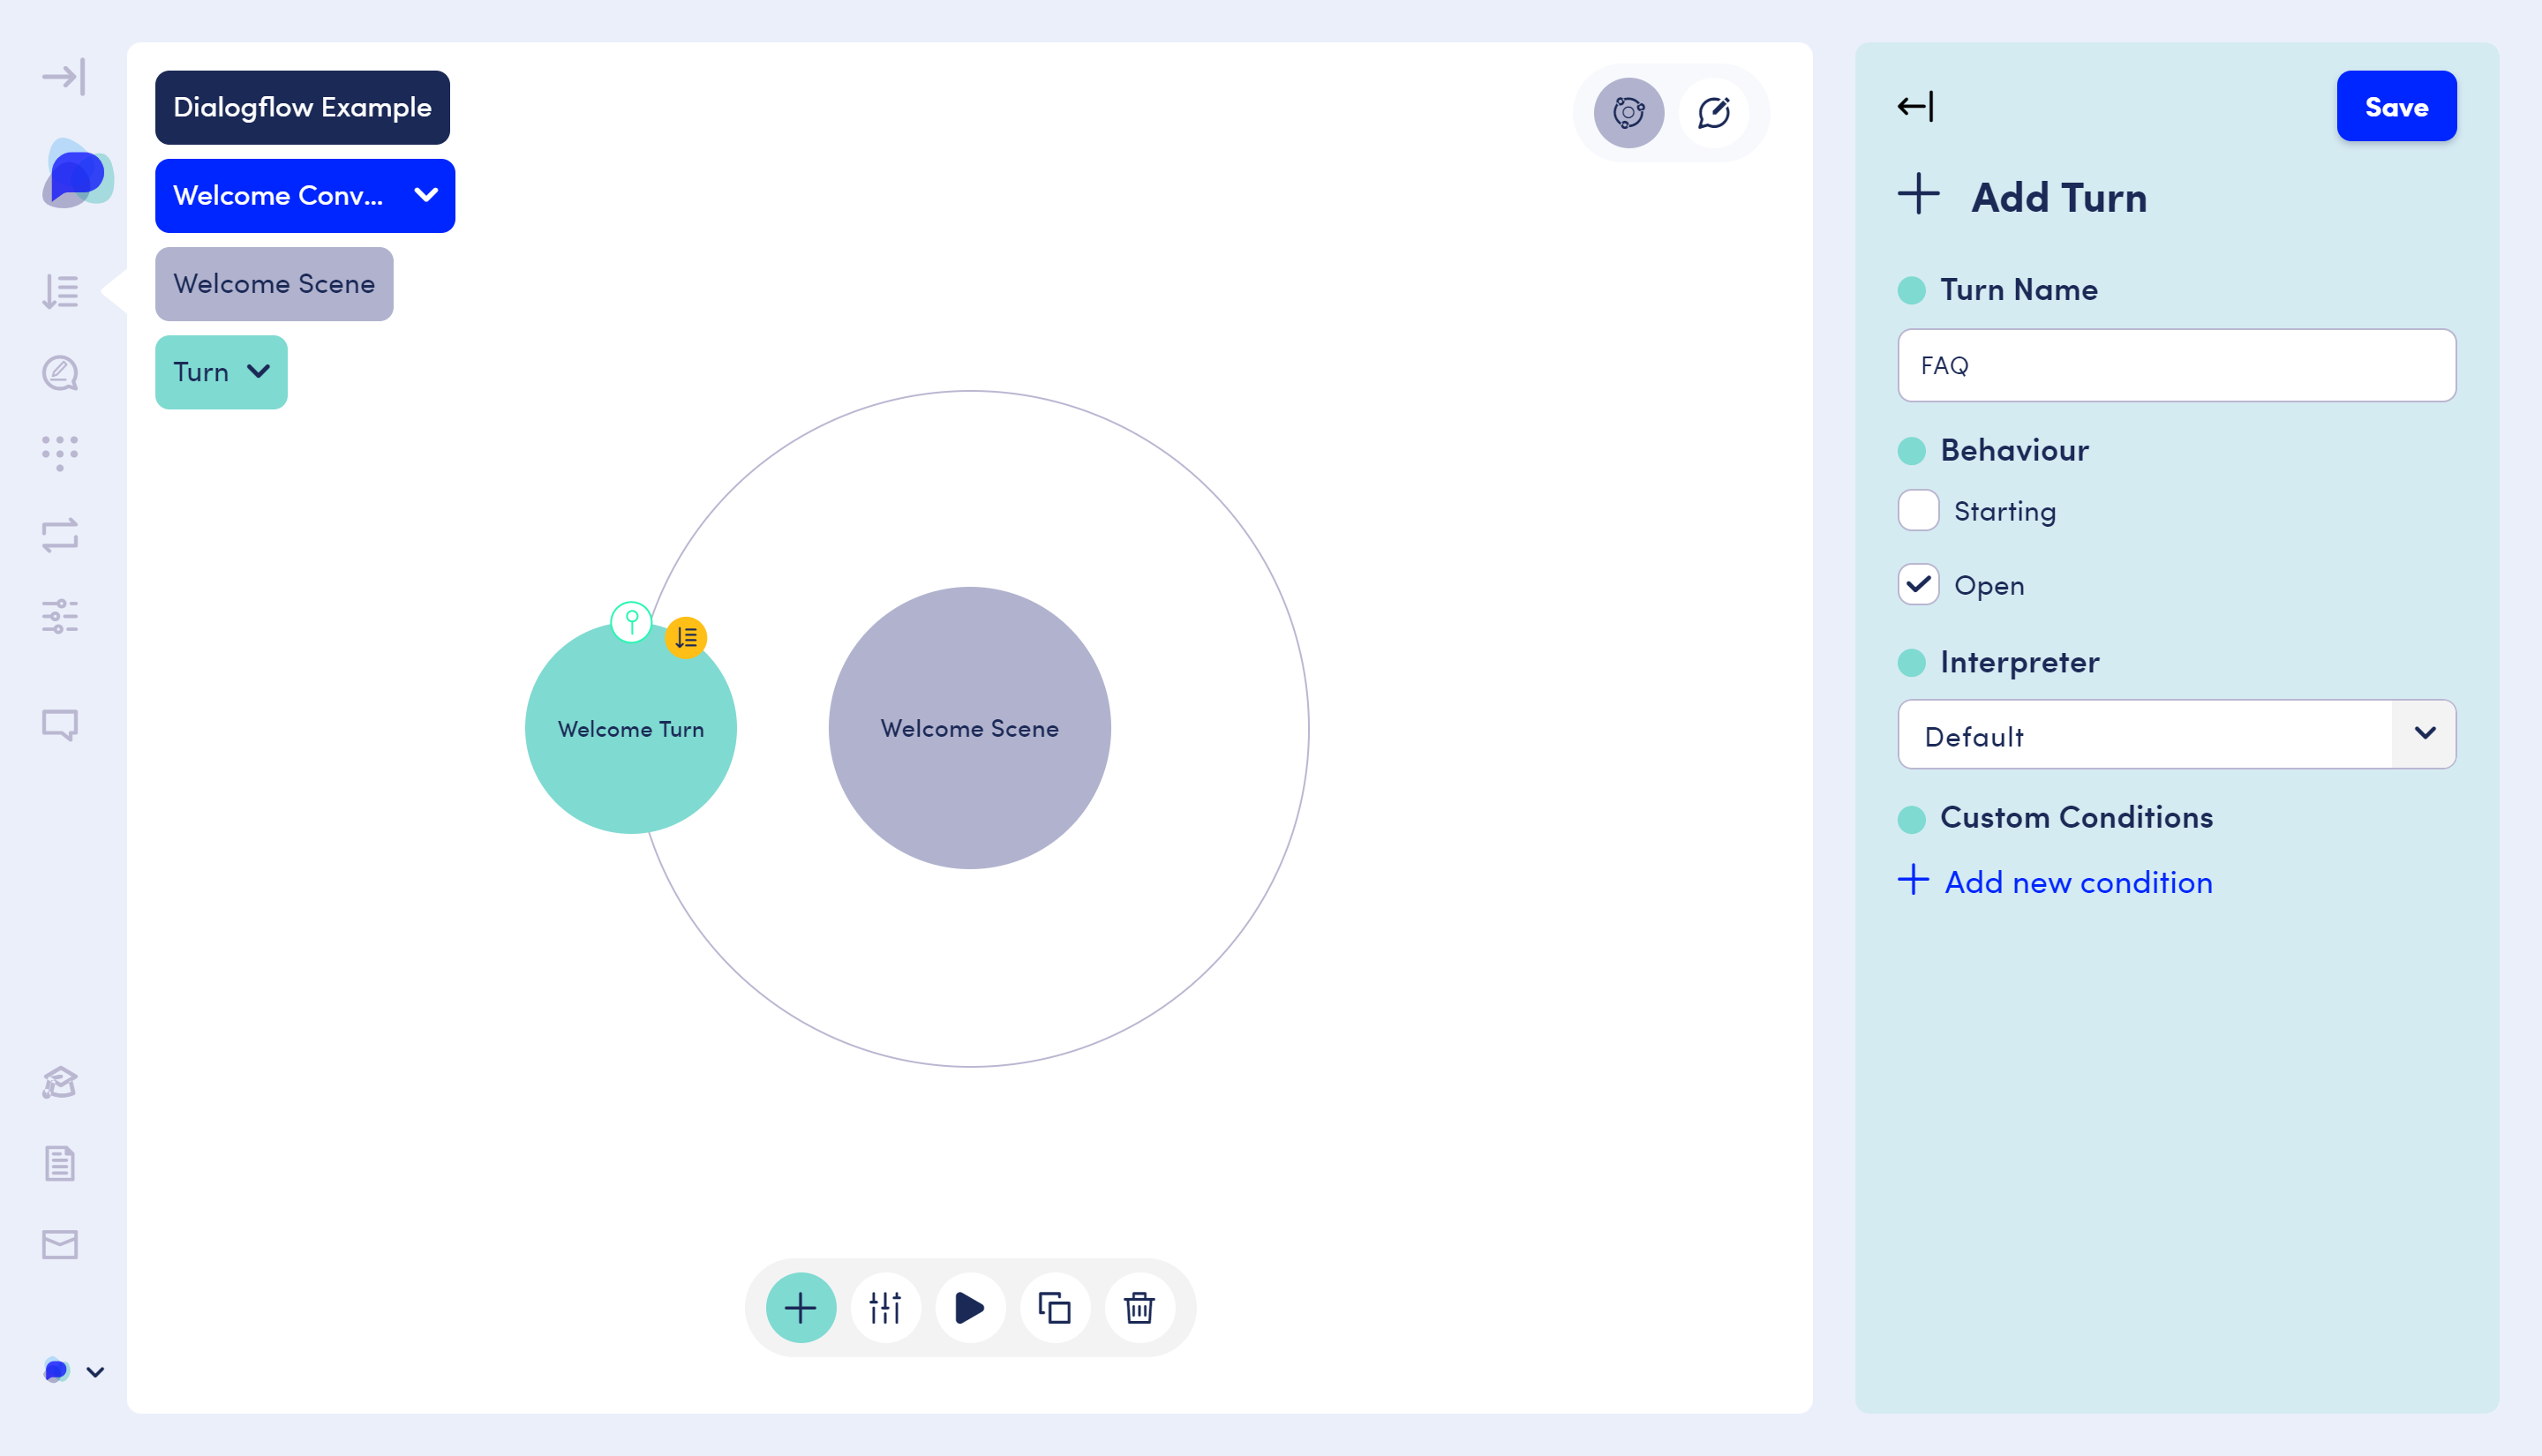 Dialogflow Example
Welcome Conv...
Welcome Scene
Turn
Welcome Turn
Welcome Scene
Save
Add Turn
Turn Name
FAQ
Behaviour
Starting
Open
Interpreter
Default
Custom Conditions
Add new condition